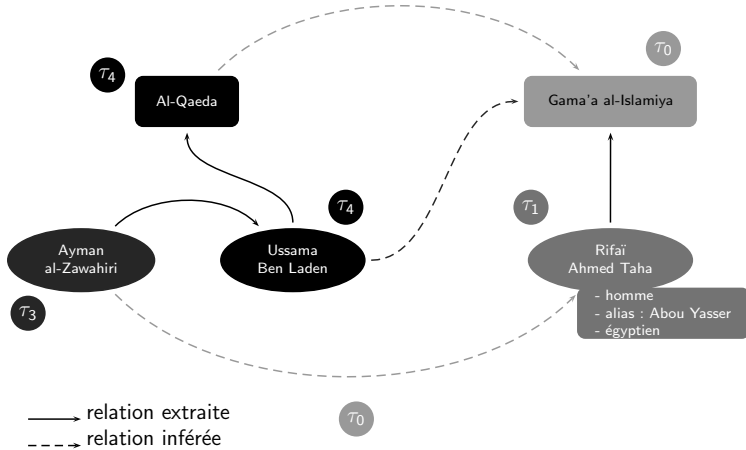 τ4
τ0
Al-Qaeda
Gama'a al-Islamiya
τ4
τ1
Ayman
al-Zawahiri
Ussama
Ben Laden
Rifaï
Ahmed Taha
- homme
- alias : Abou Yasser
- égyptien
τ3
relation extraite
τ0
relation inférée